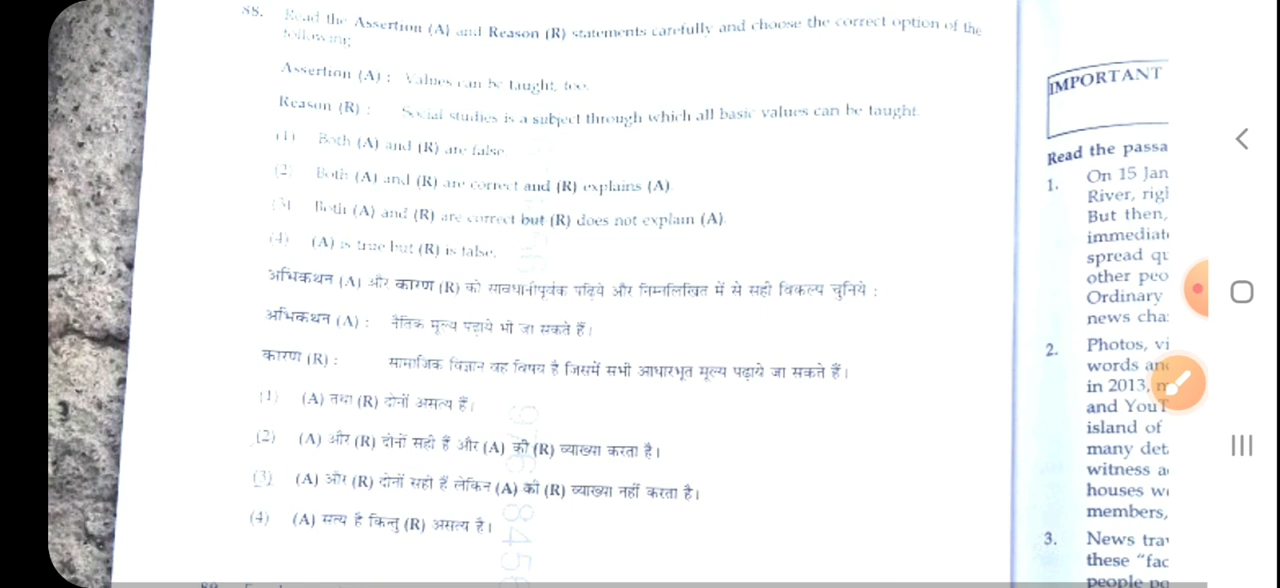 88. Read the Assertion (A) and Reason (R) statements carefully and choose the correct option of the
following
Assertion (A) : Values can be taught, too.
Reason (R) : Social studies is a subject through which all basic values can be taught.
(1) Both (A) and (R) are false.
(2) Both (A) and (R) are correct and (R) explains (A).
(3) Both (A) and (R) are correct but (R) does not explain (A).
(4) (A) is true but (R) is false.
अभिकथन (A) और कारण (R) को सावधानीपूर्वक पढ़िये और निम्नलिखित में से सही विकल्प चुनिये :
अभिकथन (A) : नैतिक मूल्य पढ़ाये भी जा सकते हैं।
कारण (R) : सामाजिक विज्ञान वह विषय है जिसमें सभी आधारभूत मूल्य पढ़ाये जा सकते हैं।
(1) (A) तथा (R) दोनों असत्य हैं।
(2) (A) और (R) दोनों सही हैं और (A) की (R) व्याख्या करता है।
(3) (A) और (R) दोनों सही हैं लेकिन (A) की (R) व्याख्या नहीं करता है।
(4) (A) सत्य है किन्तु (R) असत्य है।
IMPORTANT
Read the passa
1. On 15 Jan
River, rig
But then,
immediat
spread qu
other peo
Ordinary
news cha
2. Photos, vi
words an
in 2013,
and YouT
island of
many det
witness a
houses w
members,
3. News tra
these "fac
people po